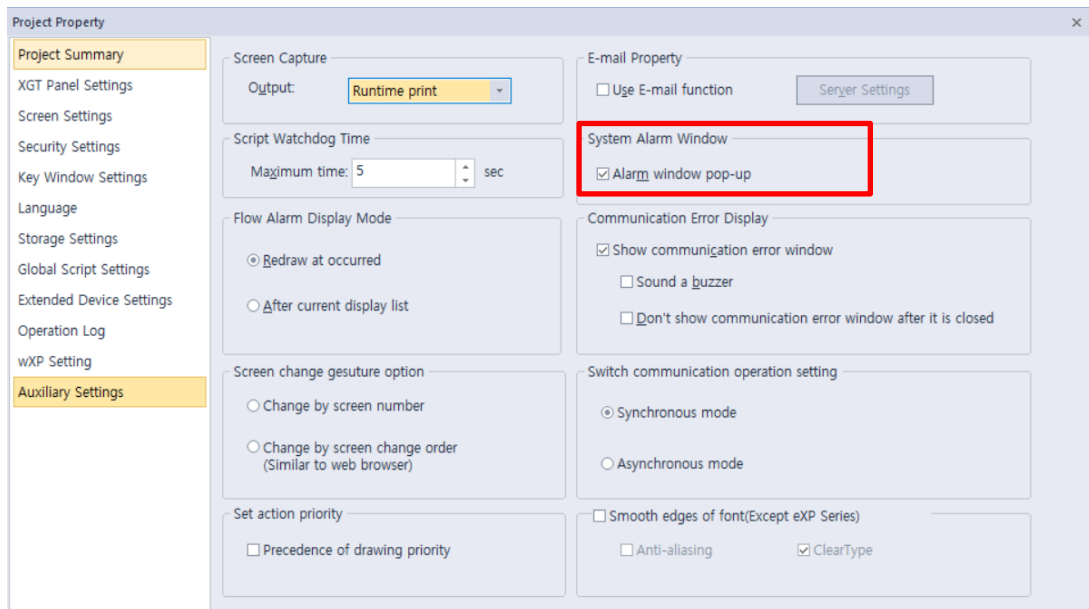 Project Property
Project Summary
XGT Panel Settings
Screen Settings
Security Settings
Key Window Settings
Language
Storage Settings
Global Script Settings
Extended Device Settings
Operation Log
wXP Setting
Auxiliary Settings
Screen Capture
Output: Runtime print
E-mail Property
Use E-mail function Server Settings
Script Watchdog Time
Maximum time: 5 sec
System Alarm Window
Alarm window pop-up
Flow Alarm Display Mode
Redraw at occurred
After current display list
Communication Error Display
Show communication error window
Sound a buzzer
Don't show communication error window after it is closed
Screen change gesuture option
Change by screen number
Change by screen change order
(Similar to web browser)
Switch communication operation setting
Synchronous mode
Asynchronous mode
Set action priority
Precedence of drawing priority
Smooth edges of font(Except eXP Series)
Anti-aliasing ClearType